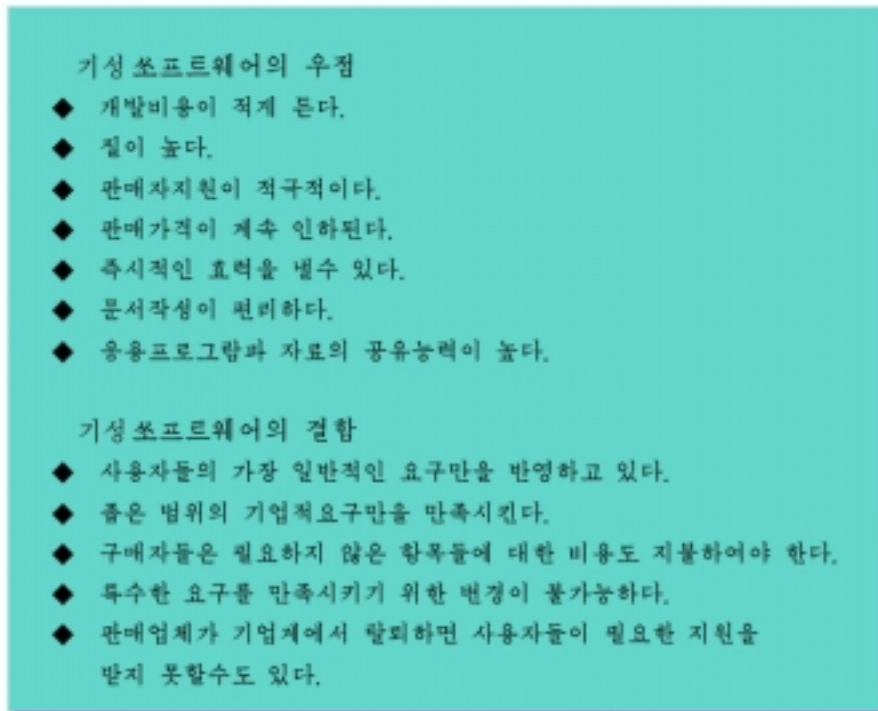 기성쏘프트웨어의 우점
◆ 개발비용이 적게 든다.
◆ 질이 높다.
◆ 판매자지원이 적극적이다.
◆ 판매가격이 계속 인하된다.
◆ 즉시적인 효력을 낼수 있다.
◆ 문서작성이 편리하다.
◆ 응용프로그람과 자료의 공유능력이 높다.
기성쏘프트웨어의 결함
◆ 사용자들의 가장 일반적인 요구만을 반영하고 있다.
◆ 좁은 범위의 기업적요구만을 만족시킨다.
◆ 구매자들은 필요하지 않은 항목들에 대한 비용도 지불하여야 한다.
◆ 특수한 요구를 만족시키기 위한 변경이 불가능하다.
◆ 판매업체가 기업계에서 탈퇴하면 사용자들이 필요한 지원을
받지 못할수도 있다.